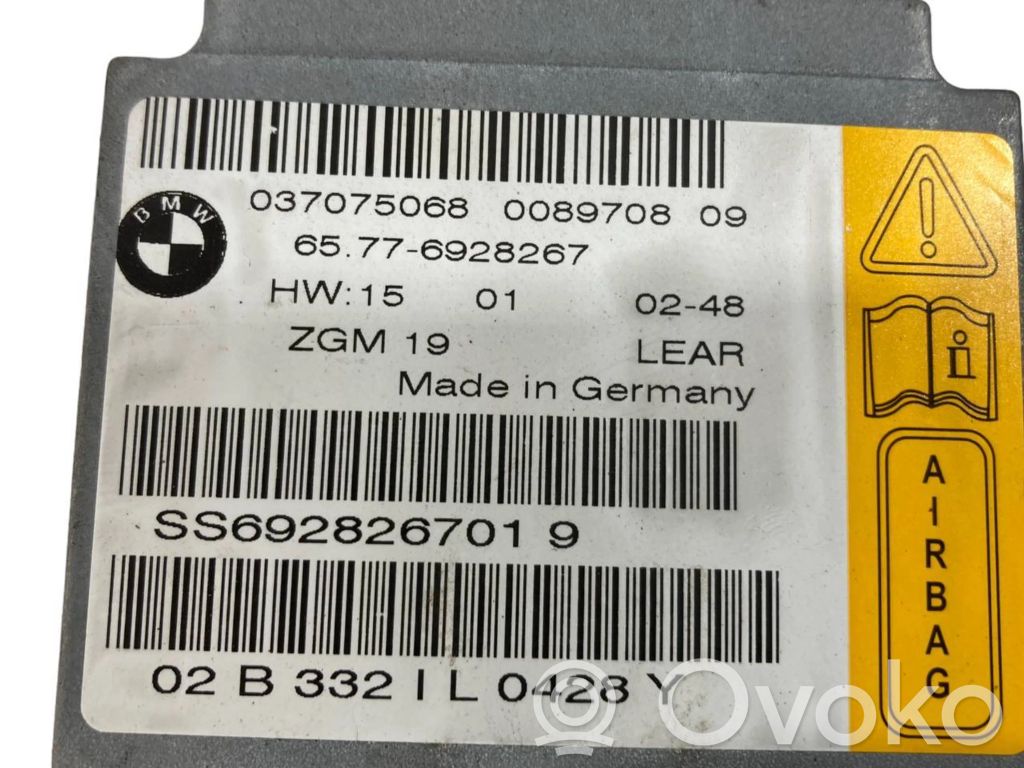 BMW
037075068 0089708 09
65.77-6928267
HW:15 01 02-48
ZGM 19 LEAR
Made in Germany
SS692826701 9
02 B 332 I L 0428 Y
i
AIRBAG
Ovoko